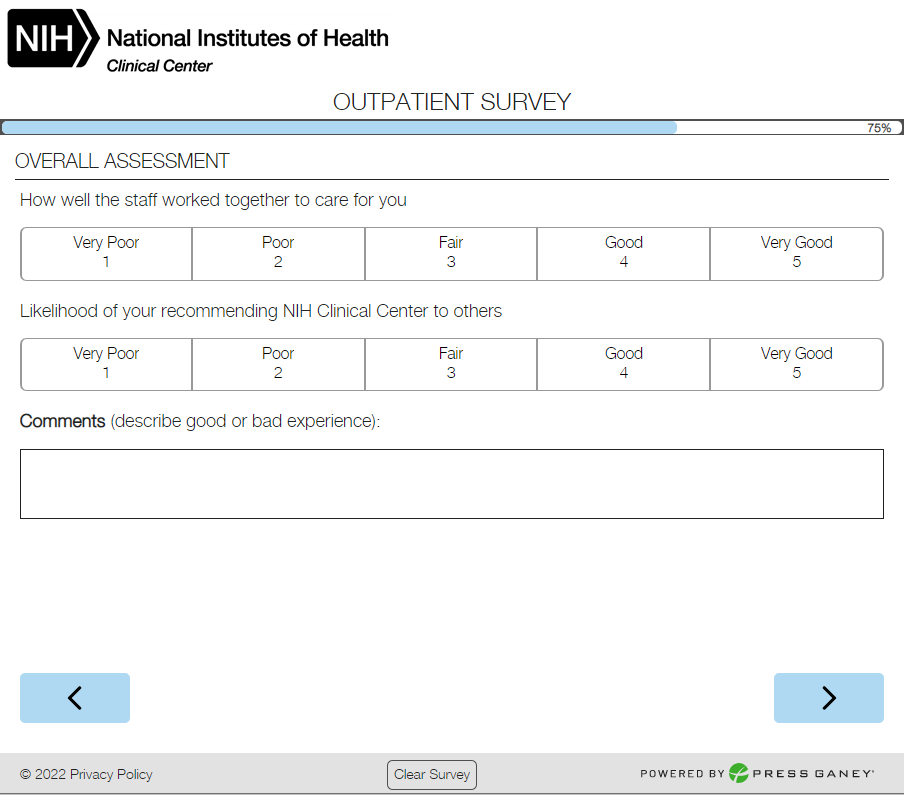 NIH National Institutes of Health
Clinical Center
OUTPATIENT SURVEY
75%
OVERALL ASSESSMENT
How well the staff worked together to care for you
Very Poor Poor Fair Good Very Good
1 2 3 4 5
Likelihood of your recommending NIH Clinical Center to others
Very Poor Poor Fair Good Very Good
1 2 3 4 5
Comments (describe good or bad experience):
© 2022 Privacy Policy Clear Survey POWERED BY PRESS GANEY